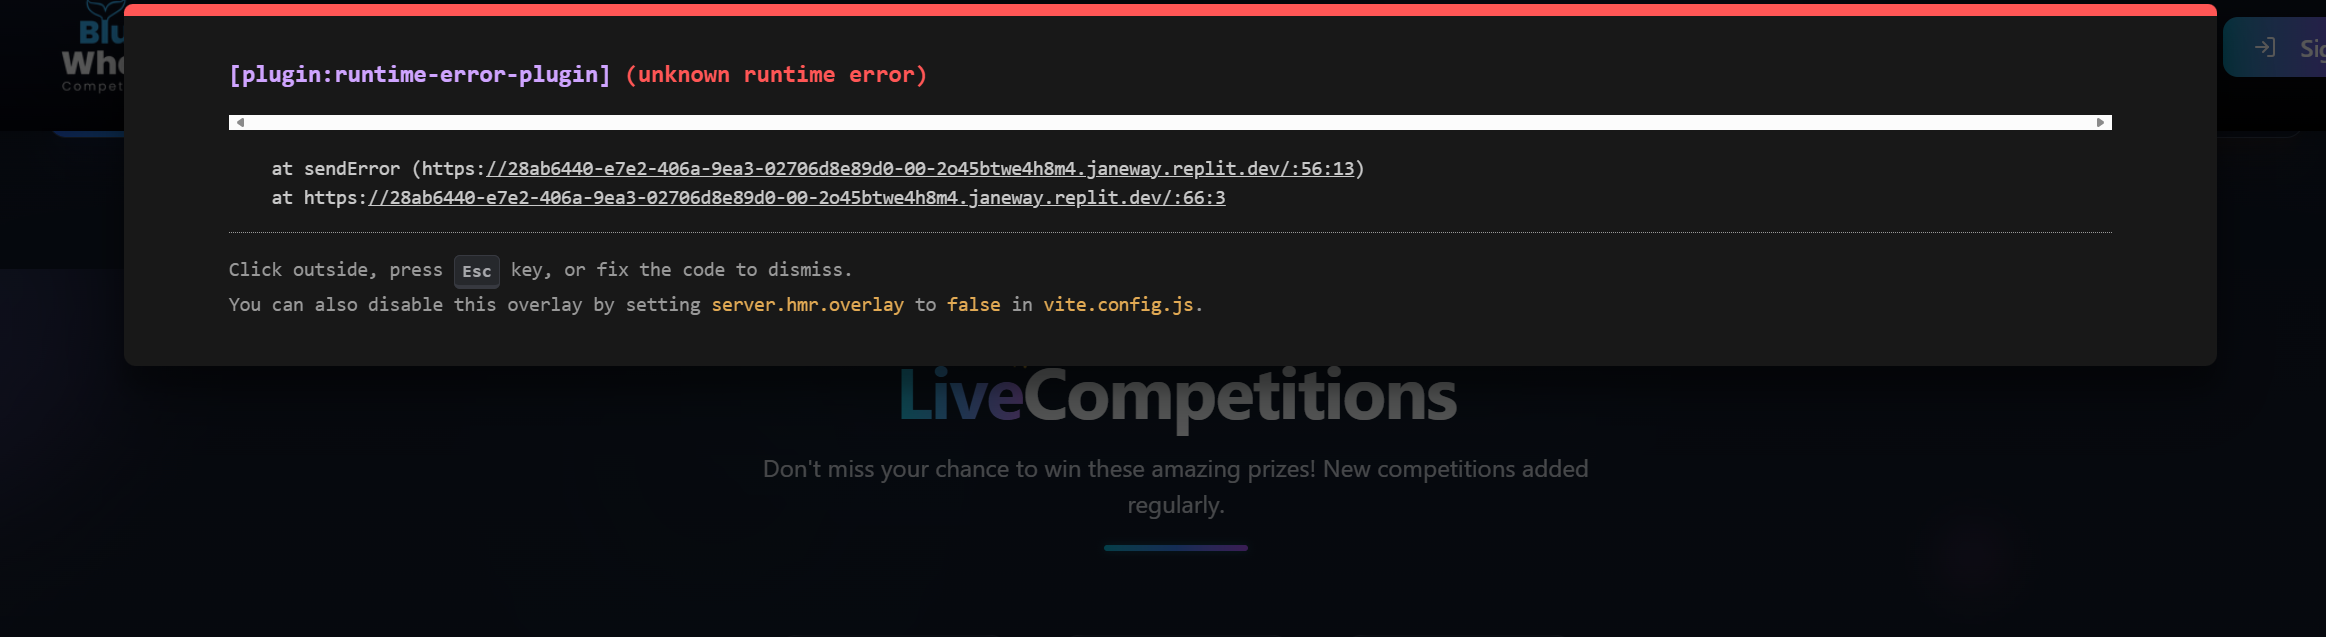 Blu
Wh
Compet
Sig
[plugin:runtime-error-plugin] (unknown runtime error)
at sendError (https://28ab6440-e7e2-406a-9ea3-02706d8e89d0-00-2o45btwe4h8m4.janeway.replit.dev/:56:13)
at https://28ab6440-e7e2-406a-9ea3-02706d8e89d0-00-2o45btwe4h8m4.janeway.replit.dev/:66:3
Click outside, press Esc key, or fix the code to dismiss.
You can also disable this overlay by setting server.hmr.overlay to false in vite.config.js.
LiveCompetitions
Don't miss your chance to win these amazing prizes! New competitions added
regularly.